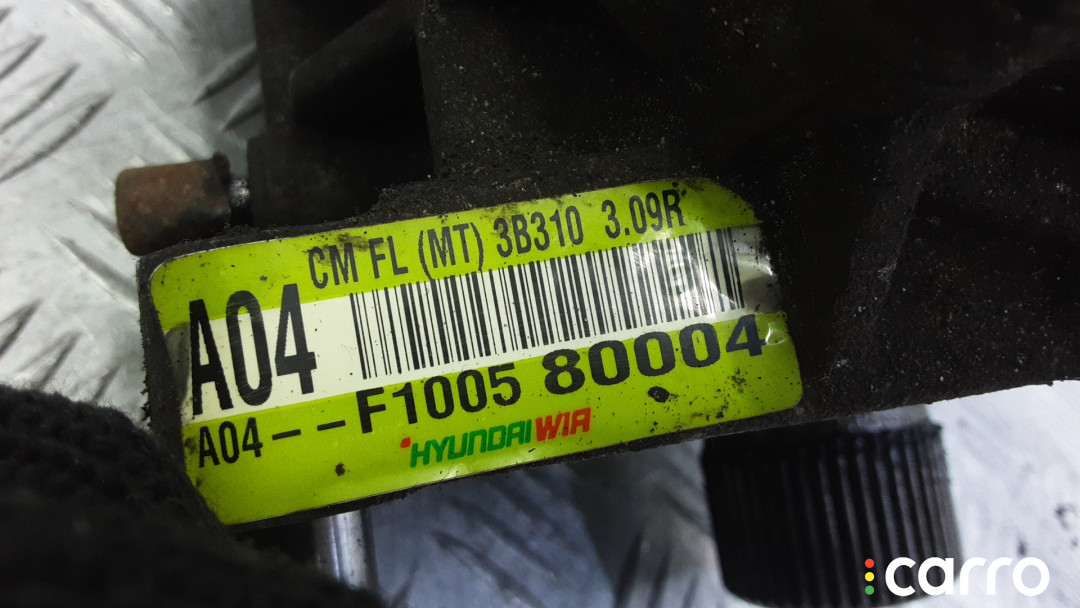 CM FL (MT) 3B310 3.09R
A04
A04--F1005 80004
HYUNDAI WIA
carro